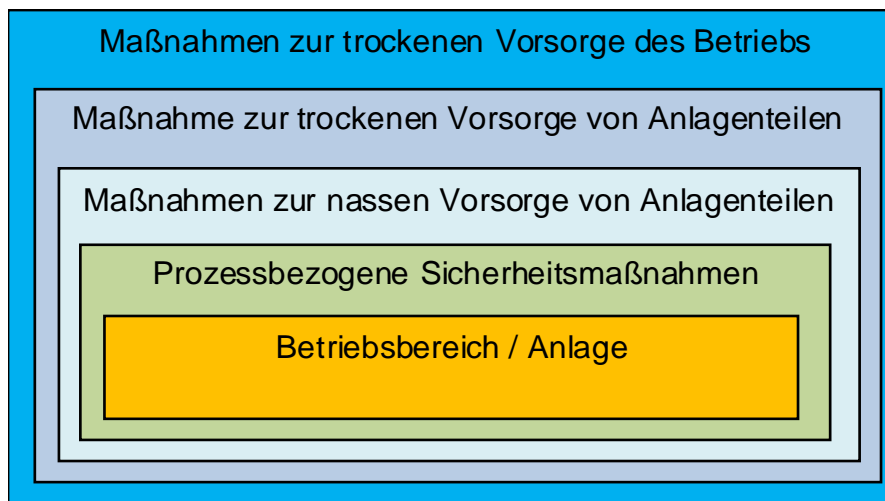 Maßnahmen zur trockenen Vorsorge des Betriebs
Maßnahme zur trockenen Vorsorge von Anlagenteilen
Maßnahmen zur nassen Vorsorge von Anlagenteilen
Prozessbezogene Sicherheitsmaßnahmen
Betriebsbereich / Anlage